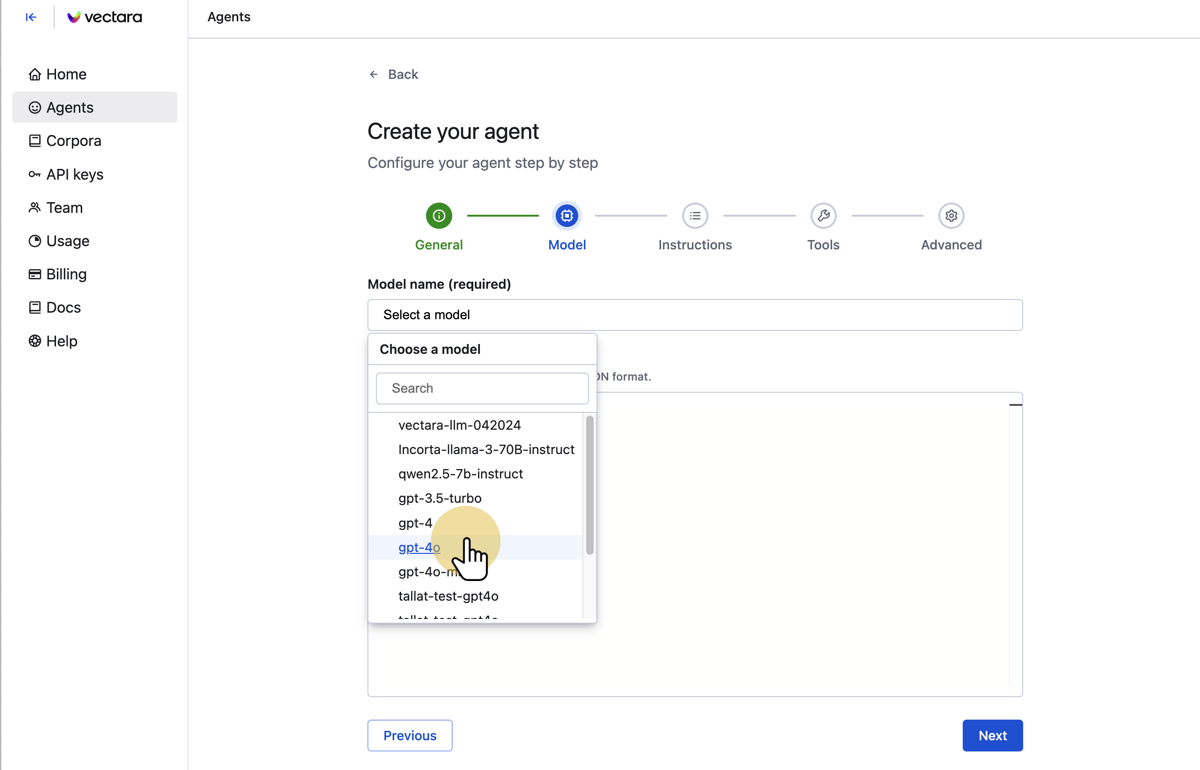 vectara
Agents
Home
Agents
Corpora
API keys
Team
Usage
Billing
Docs
Help
Back
Create your agent
Configure your agent step by step
General
Model
Instructions
Tools
Advanced
Model name (required)
Select a model
Choose a model
ON format.
Search
vectara-llm-042024
Incorta-llama-3-70B-instruct
qwen2.5-7b-instruct
gpt-3.5-turbo
gpt-4
gpt-4o
gpt-4o-m
tallat-test-gpt4o
tallat-test-gpt4o
Previous
Next